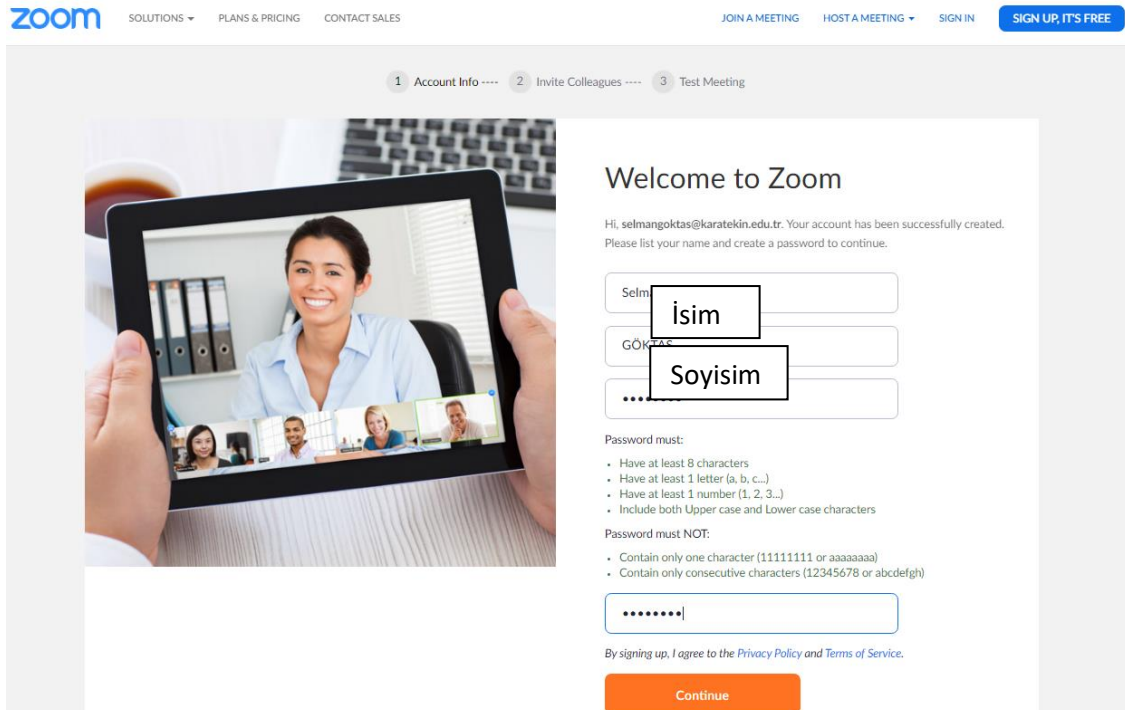 zoom SOLUTIONS PLANS & PRICING CONTACT SALES JOIN A MEETING HOST A MEETING SIGN IN SIGN UP, IT'S FREE
1 Account Info ---- 2 Invite Colleagues ---- 3 Test Meeting
Welcome to Zoom
Hi, selmangoktas@karatekin.edu.tr. Your account has been successfully created.
Please list your name and create a password to continue.
İsim
Soyisim
••••••••
Password must:
• Have at least 8 characters
• Have at least 1 letter (a, b, c...)
• Have at least 1 number (1, 2, 3...)
• Include both Upper case and Lower case characters
Password must NOT:
• Contain only one character (11111111 or aaaaaaa)
• Contain only consecutive characters (12345678 or abcdefgh)
••••••••
By signing up, I agree to the Privacy Policy and Terms of Service.
Continue